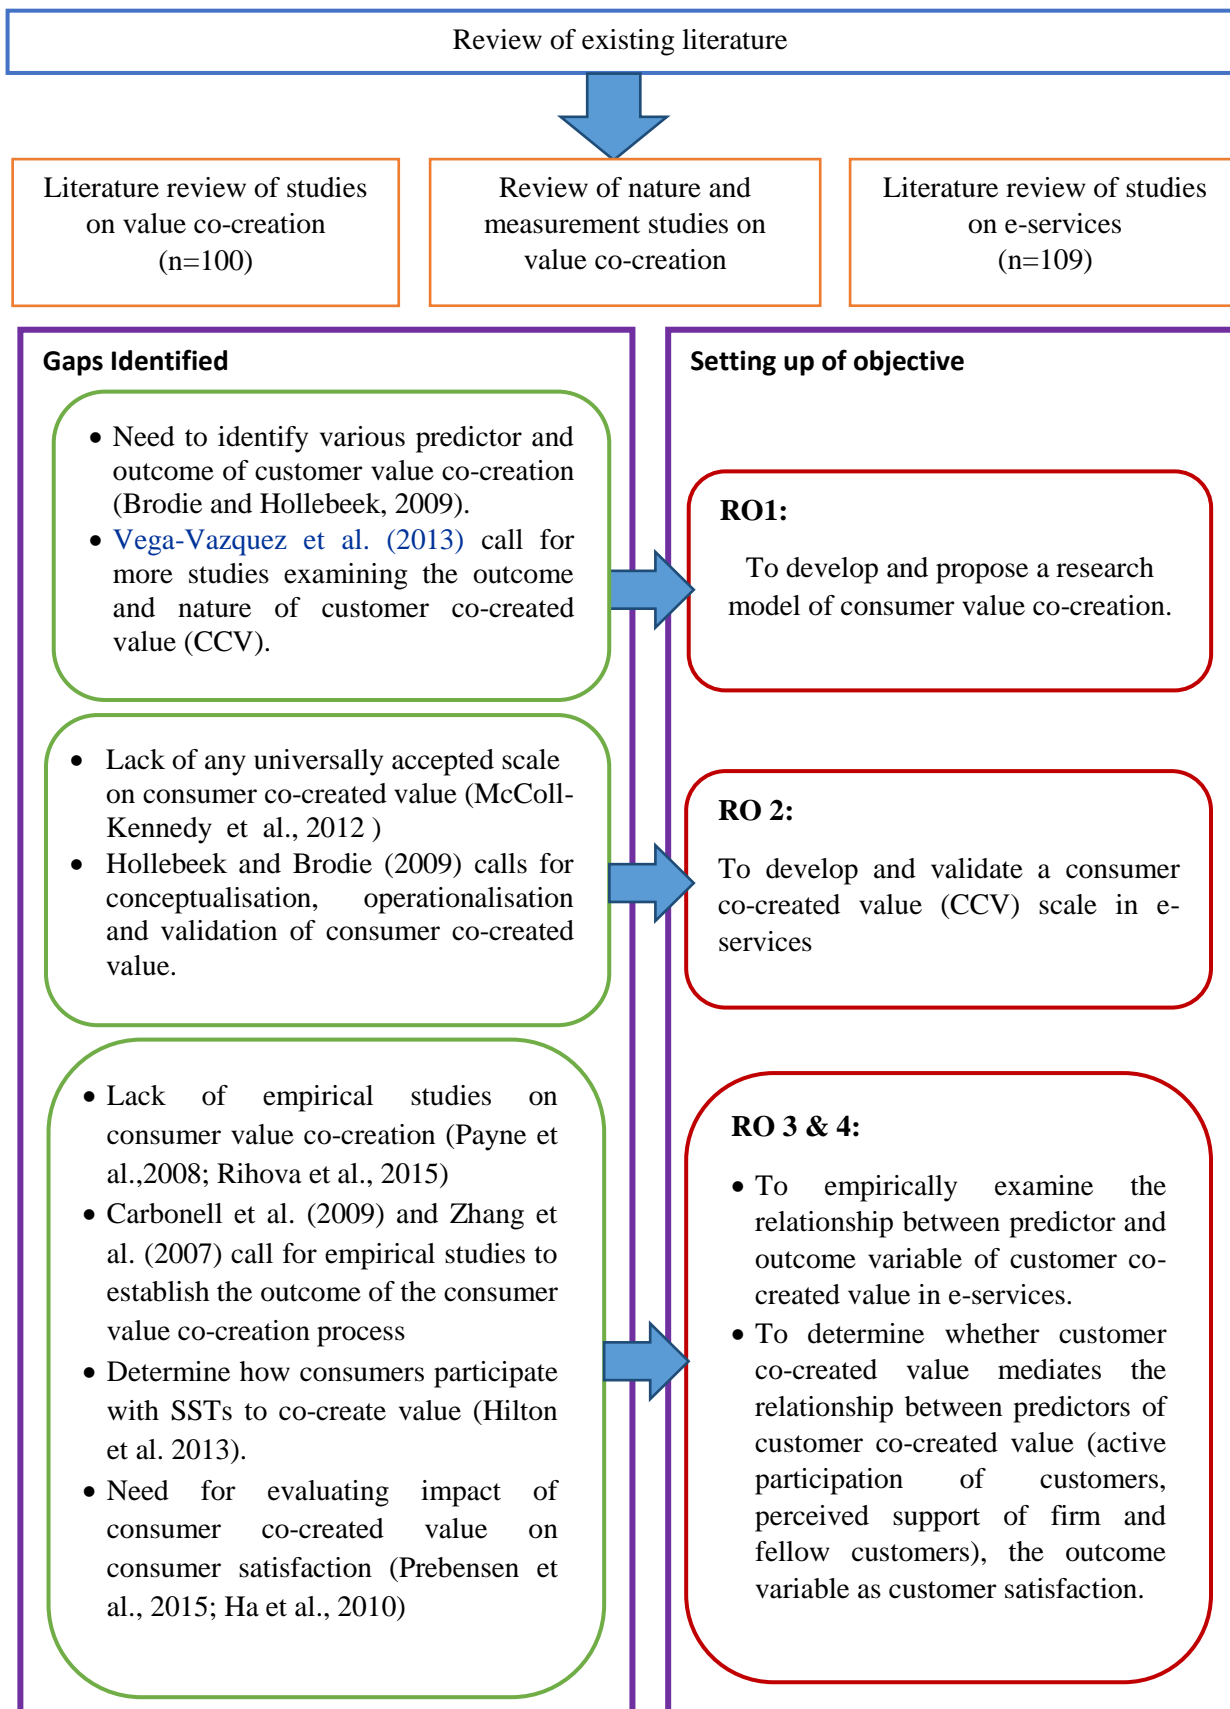 Review of existing literature
Literature review of studies
on value co-creation
(n=100)
Review of nature and
measurement studies on
value co-creation
Literature review of studies
on e-services
(n=109)
Gaps Identified
• Need to identify various predictor and
outcome of customer value co-creation
(Brodie and Hollebeek, 2009).
• Vega-Vazquez et al. (2013) call for
more studies examining the outcome
and nature of customer co-created
value (CCV).
• Lack of any universally accepted scale
on consumer co-created value (McColl-
Kennedy et al., 2012 )
• Hollebeek and Brodie (2009) calls for
conceptualisation, operationalisation
and validation of consumer co-created
value.
• Lack of empirical studies on
consumer value co-creation (Payne et
al.,2008; Rihova et al., 2015)
• Carbonell et al. (2009) and Zhang et
al. (2007) call for empirical studies to
establish the outcome of the consumer
value co-creation process
• Determine how consumers participate
with SSTs to co-create value (Hilton
et al. 2013).
• Need for evaluating impact of
consumer co-created value on
consumer satisfaction (Prebensen et
al., 2015; Ha et al., 2010)
Setting up of objective
RO1:
To develop and propose a research
model of consumer value co-creation.
RO 2:
To develop and validate a consumer
co-created value (CCV) scale in e-
services
RO 3 & 4:
• To empirically examine the
relationship between predictor and
outcome variable of customer co-
created value in e-services.
• To determine whether customer
co-created value mediates the
relationship between predictors of
customer co-created value (active
participation of customers,
perceived support of firm and
fellow customers), the outcome
variable as customer satisfaction.